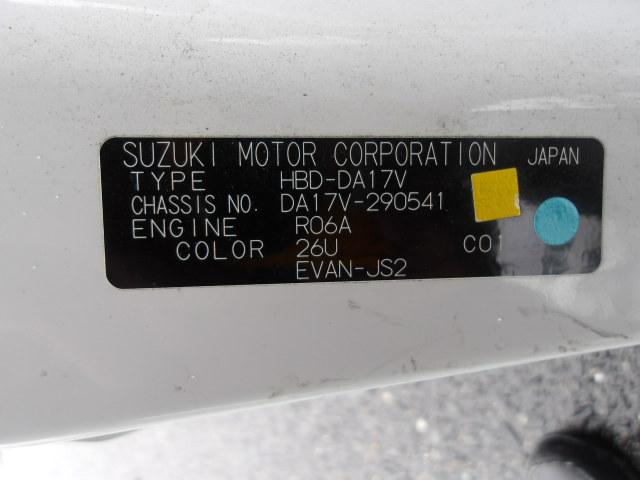 SUZUKI MOTOR CORPORATION JAPAN
TYPE HBD-DA17V
CHASSIS NO. DA17V-290541
ENGINE R06A
COLOR 26U C01
EVAN-JS2